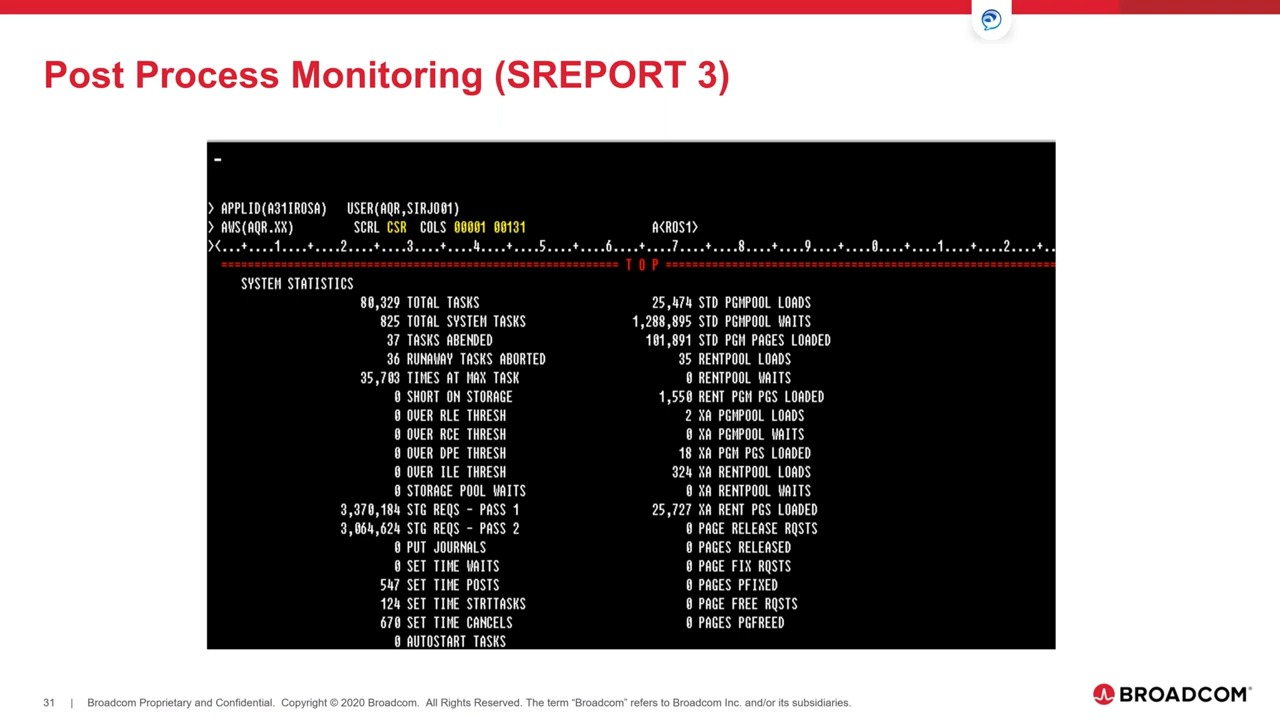 Post Process Monitoring (SREPORT 3)
–
> APPLID(A31IROSA) USER(AQR,SIRJO01)
> AWS(AQR.XX) SCRL CSR COLS 00001 00131 A<ROS1>
><...+....1....+....2....+....3....+....4....+....5....+....6....+....7....+....8....+....9....+....0....+....1....+....2....+..
=============================== T O P ===============================
SYSTEM STATISTICS
80,329 TOTAL TASKS 25,474 STD PGMPOOL LOADS
825 TOTAL SYSTEM TASKS 1,288,895 STD PGMPOOL WAITS
37 TASKS ABENDED 101,891 STD PGM PAGES LOADED
36 RUNAWAY TASKS ABORTED 35 RENTPOOL LOADS
35,703 TIMES AT MAX TASK 0 RENTPOOL WAITS
0 SHORT ON STORAGE 1,550 RENT PGM PGS LOADED
0 OVER RLE THRESH 2 XA PGMPOOL LOADS
0 OVER RCE THRESH 0 XA PGMPOOL WAITS
0 OVER DPE THRESH 18 XA PGM PGS LOADED
0 OVER ILE THRESH 324 XA RENTPOOL LOADS
0 STORAGE POOL WAITS 0 XA RENTPOOL WAITS
3,370,184 STG REQS - PASS 1 25,727 XA RENT PGS LOADED
3,064,624 STG REQS - PASS 2 0 PAGE RELEASE RQSTS
0 PUT JOURNALS 0 PAGES RELEASED
0 SET TIME WAITS 0 PAGE FIX RQSTS
547 SET TIME POSTS 0 PAGES PFIXED
124 SET TIME STRTTASKS 0 PAGE FREE RQSTS
670 SET TIME CANCELS 0 PAGES PGFREED
0 AUTOSTART TASKS
31 | Broadcom Proprietary and Confidential. Copyright © 2020 Broadcom. All Rights Reserved. The term “Broadcom” refers to Broadcom Inc. and/or its subsidiaries.
BROADCOM®